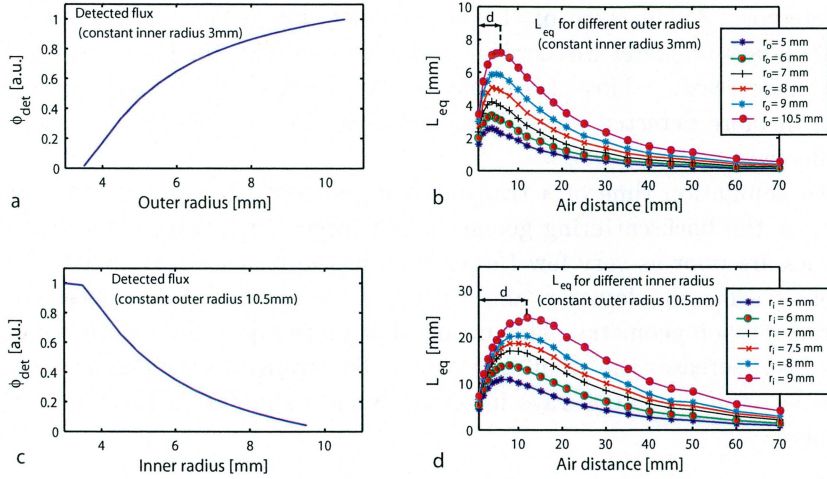 Detected flux
(constant inner radius 3mm)
1
0.8
0.6
0.4
0.2
0
4
6
8
10
ϕdet [a.u.]
Outer radius [mm]
a
d
Leq for different outer radius
(constant inner radius 3mm)
10
8
6
4
2
0
10
20
30
40
50
60
70
Leq [mm]
Air distance [mm]
ro= 5 mm
ro= 6 mm
ro= 7 mm
ro= 8 mm
ro= 9 mm
ro= 10.5 mm
b
Detected flux
(constant outer radius 10.5mm)
1
0.8
0.6
0.4
0.2
0
4
6
8
10
ϕdet [a.u.]
Inner radius [mm]
c
d
Leq for different inner radius
(constant outer radius 10.5mm)
30
20
10
0
10
20
30
40
50
60
70
Leq [mm]
Air distance [mm]
ri= 5 mm
ri= 6 mm
ri= 7 mm
ri= 7.5 mm
ri= 8 mm
ri= 9 mm
d